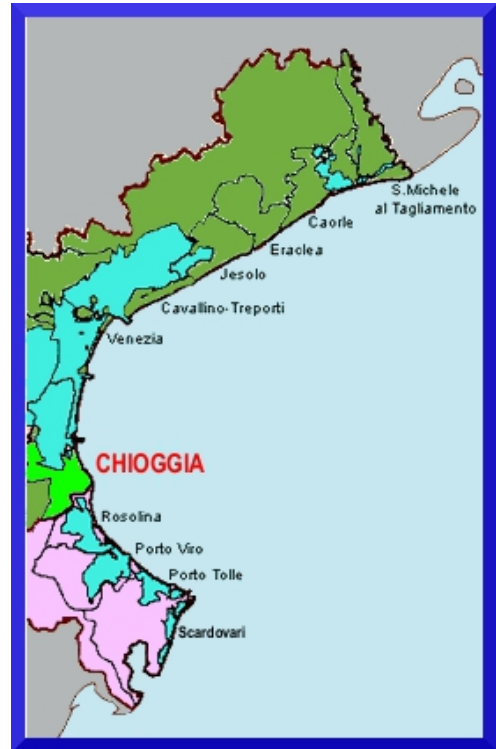 S.Michele
al Tagliamento
Caorle
Eraclea
Jesolo
Cavallino-Treporti
Venezia
CHIOGGIA
Rosolina
Porto Viro
Porto Tolle
Scardovari